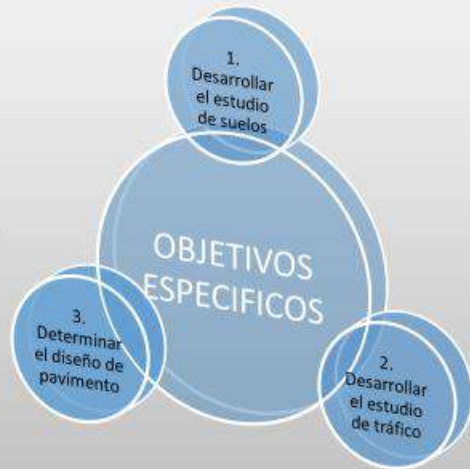 1.
Desarrollar
el estudio
de suelos
OBJETIVOS
ESPECIFICOS
2.
Desarrollar
el estudio
de tráfico
3.
Determinar
el diseño de
pavimento